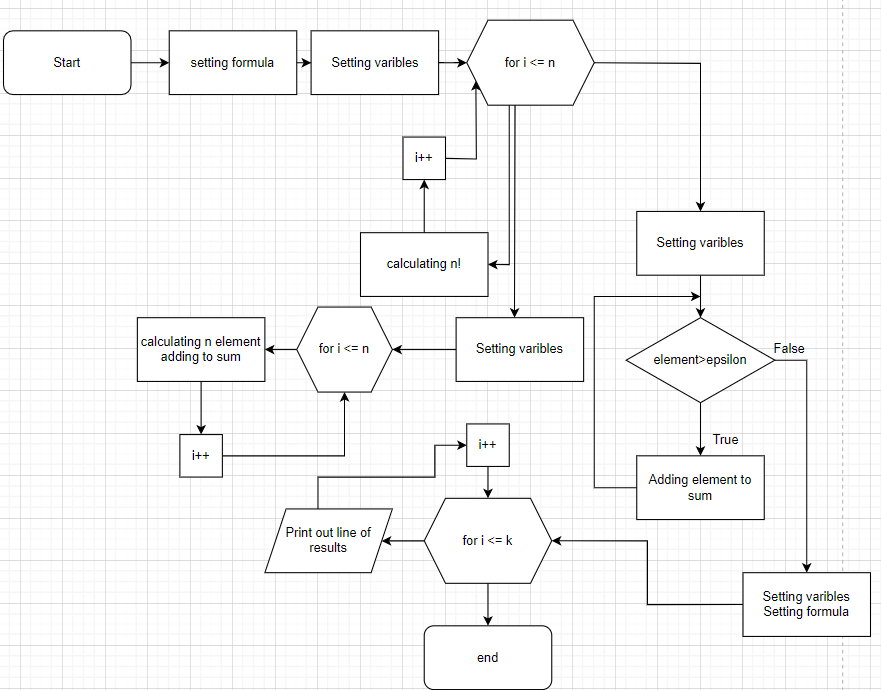 Start
setting formula
Setting varibles
for i <= n
i++
calculating n!
Setting varibles
calculating n element
adding to sum
for i <= n
Setting varibles
element>epsilon
False
True
i++
i++
Adding element to
sum
Print out line of
results
for i <= k
Setting varibles
Setting formula
end